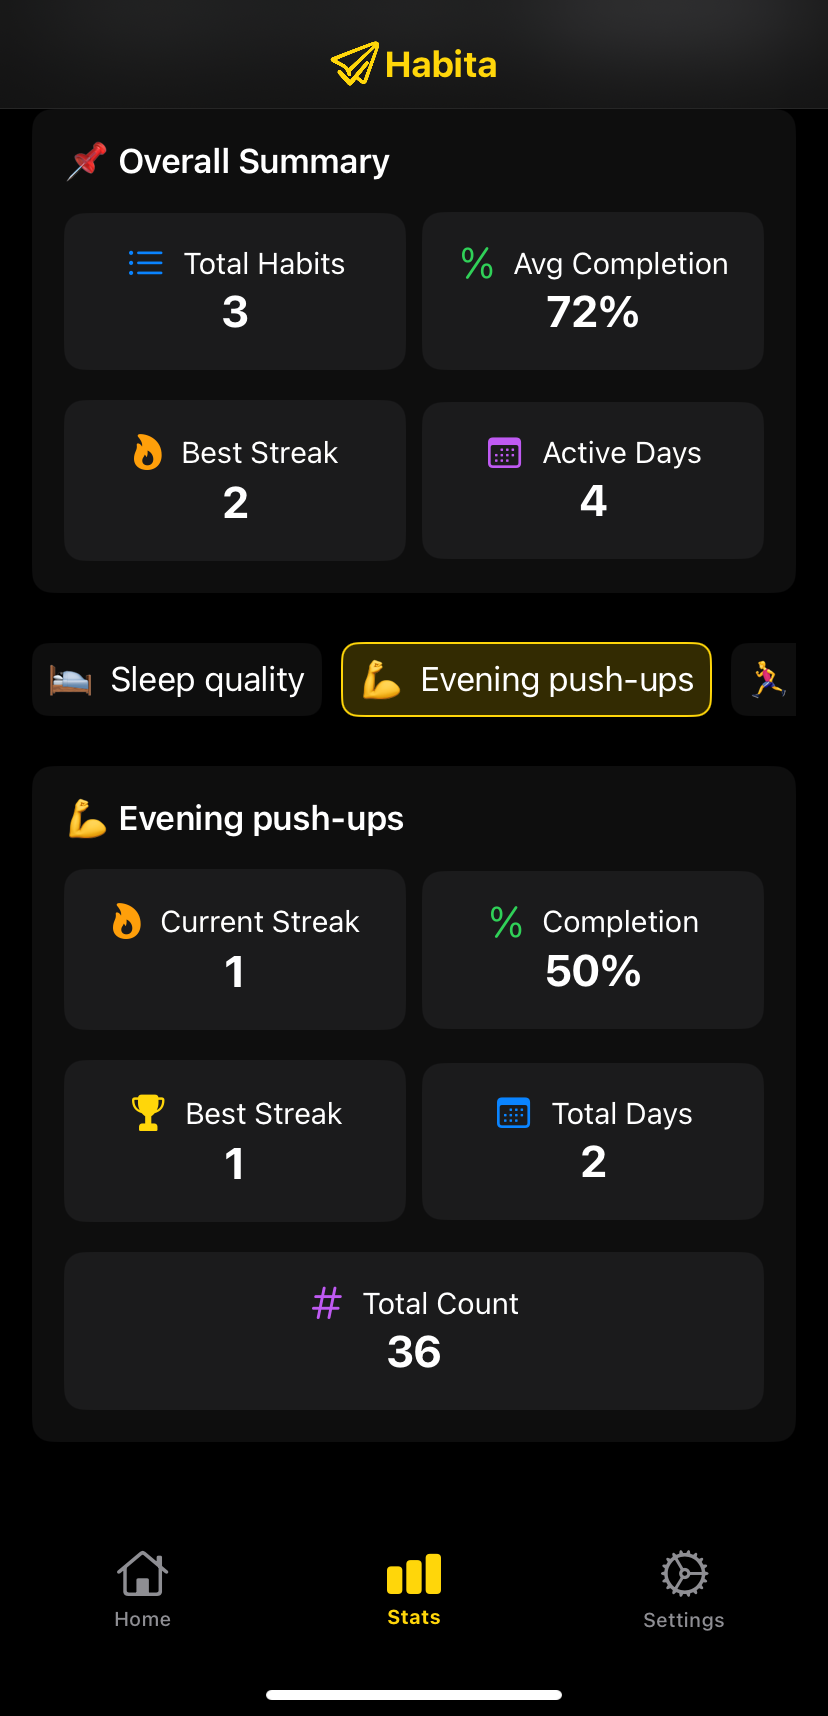 Habita
Overall Summary
Total Habits
3
% Avg Completion
72%
Best Streak
2
Active Days
4
Sleep quality
Evening push-ups
Evening push-ups
Current Streak
1
% Completion
50%
Best Streak
1
Total Days
2
# Total Count
36
Home
Stats
Settings